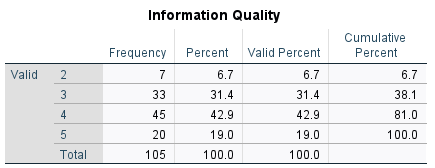 Information Quality
Cumulative
Frequency Percent Valid Percent Percent
Valid 2 7 6.7 6.7 6.7
3 33 31.4 31.4 38.1
4 45 42.9 42.9 81.0
5 20 19.0 19.0 100.0
Total 105 100.0 100.0